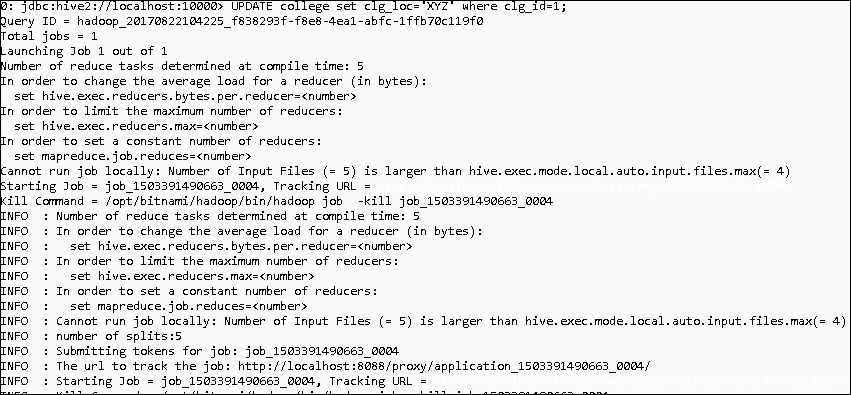 0: jdbc:hive2://localhost:10000> UPDATE college set clg_loc='XYZ' where clg_id=1;
Query ID = hadoop_20170822104225_f838293f-f8e8-4ea1-abfc-1ffb70c119f0
Total jobs = 1
Launching Job 1 out of 1
Number of reduce tasks determined at compile time: 5
In order to change the average load for a reducer (in bytes):
  set hive.exec.reducers.bytes.per.reducer=<number>
In order to limit the maximum number of reducers:
  set hive.exec.reducers.max=<number>
In order to set a constant number of reducers:
  set mapreduce.job.reduces=<number>
Cannot run job locally: Number of Input Files (= 5) is larger than hive.exec.mode.local.auto.input.files.max(= 4)
Starting Job = job_1503391490663_0004, Tracking URL =
Kill Command = /opt/bitnami/hadoop/bin/hadoop job  -kill job_1503391490663_0004
INFO  : Number of reduce tasks determined at compile time: 5
INFO  : In order to change the average load for a reducer (in bytes):
INFO  :   set hive.exec.reducers.bytes.per.reducer=<number>
INFO  : In order to limit the maximum number of reducers:
INFO  :   set hive.exec.reducers.max=<number>
INFO  : In order to set a constant number of reducers:
INFO  :   set mapreduce.job.reduces=<number>
INFO  : Cannot run job locally: Number of Input Files (= 5) is larger than hive.exec.mode.local.auto.input.files.max(= 4)
INFO  : number of splits:5
INFO  : Submitting tokens for job: job_1503391490663_0004
INFO  : The url to track the job: http://localhost:8088/proxy/application_1503391490663_0004/
INFO  : Starting Job = job_1503391490663_0004, Tracking URL =